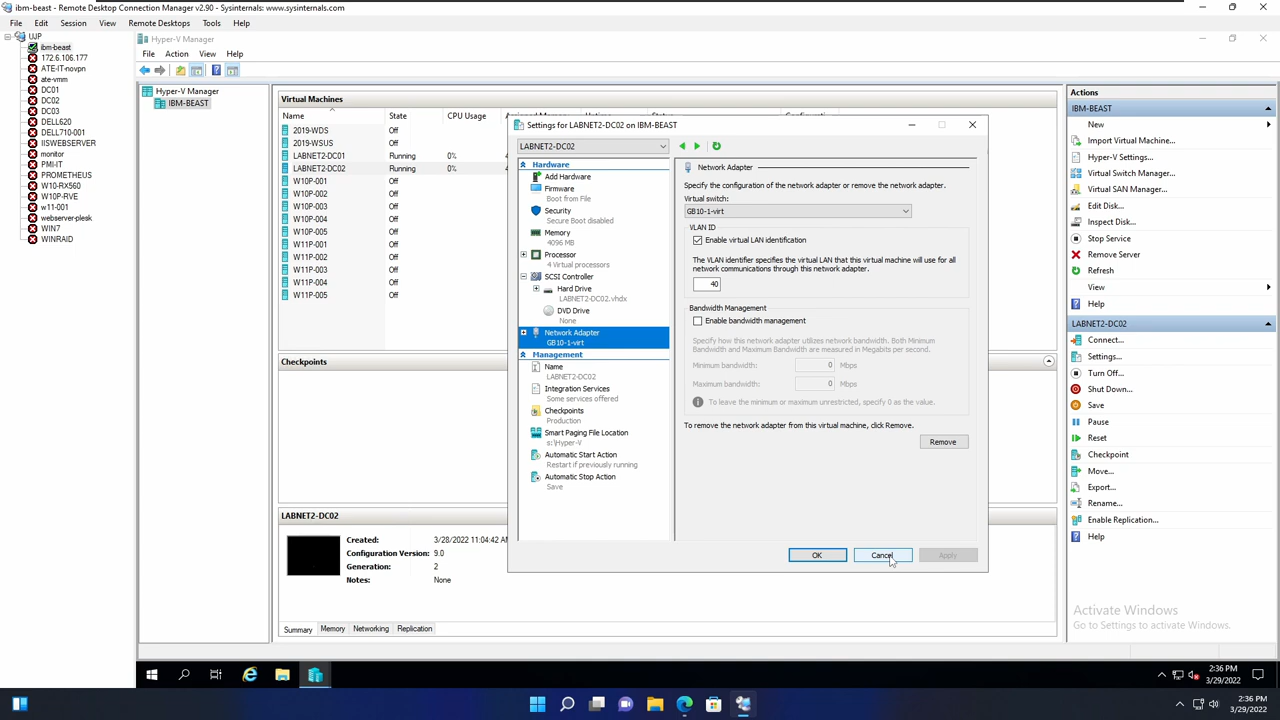 ibm-beast - Remote Desktop Connection Manager v2.90 - Sysinternals: www.sysinternals.com
File Edit Session View Remote Desktops Tools Help
UJP
ibm-beast
172.6.106.177
ATE-IT-novpn
ate-vmm
DC01
DC02
DC03
DELL620
DELL710-001
IISWEBSERVER
monitor
PM-IT
PROMETHEUS
W10-RX560
W10P-RVE
w11-001
webserver-plesk
WIN7
WINRAID
Hyper-V Manager
File Action View Help
Hyper-V Manager
IBM-BEAST
Virtual Machines
Name State CPU Usage
2019-WDS Off
2019-WSUS Off
LABNET2-DC01 Running 0%
LABNET2-DC02 Running 0%
W10P-001 Off
W10P-002 Off
W10P-003 Off
W10P-004 Off
W10P-005 Off
W11P-001 Off
W11P-002 Off
W11P-003 Off
W11P-004 Off
W11P-005 Off
Checkpoints
LABNET2-DC02
Created: 3/28/2022 11:04:42 AM
Configuration Version: 9.0
Generation: 2
Notes: None
Summary Memory Networking Replication
Settings for LABNET2-DC02 on IBM-BEAST
LABNET2-DC02
Hardware
Add Hardware
Firmware
Boot from File
Security
Secure Boot disabled
Memory
4096 MB
Processor
4 Virtual processors
SCSI Controller
Hard Drive
LABNET2-DC02.vhdx
DVD Drive
None
Network Adapter
GB10-1-virt
Management
Name
LABNET2-DC02
Integration Services
Some services offered
Checkpoints
Production
Smart Paging File Location
s:\Hyper-V
Automatic Start Action
Restart if previously running
Automatic Stop Action
Save
Network Adapter
Specify the configuration of the network adapter or remove the network adapter.
Virtual switch:
GB10-1-virt
VLAN ID
Enable virtual LAN identification
The VLAN identifier specifies the virtual LAN that this virtual machine will use for all
network communications through this network adapter.
40
Bandwidth Management
Enable bandwidth management
Specify how this network adapter utilizes network bandwidth. Both Minimum
Bandwidth and Maximum Bandwidth are measured in Megabits per second.
Minimum bandwidth: 0 Mbps
Maximum bandwidth: 0 Mbps
To leave the minimum or maximum unrestricted, specify 0 as the value.
To remove the network adapter from this virtual machine, click Remove.
Remove
OK Cancel Apply
Actions
IBM-BEAST
New
Import Virtual Machine...
Hyper-V Settings...
Virtual Switch Manager...
Virtual SAN Manager...
Edit Disk...
Inspect Disk...
Stop Service
Remove Server
Refresh
View
Help
LABNET2-DC02
Connect...
Settings...
Turn Off...
Shut Down...
Save
Pause
Reset
Checkpoint
Move...
Export...
Rename...
Enable Replication...
Help
Activate Windows
Go to Settings to activate Windows.
2:36 PM
3/29/2022
2:36 PM
3/29/2022